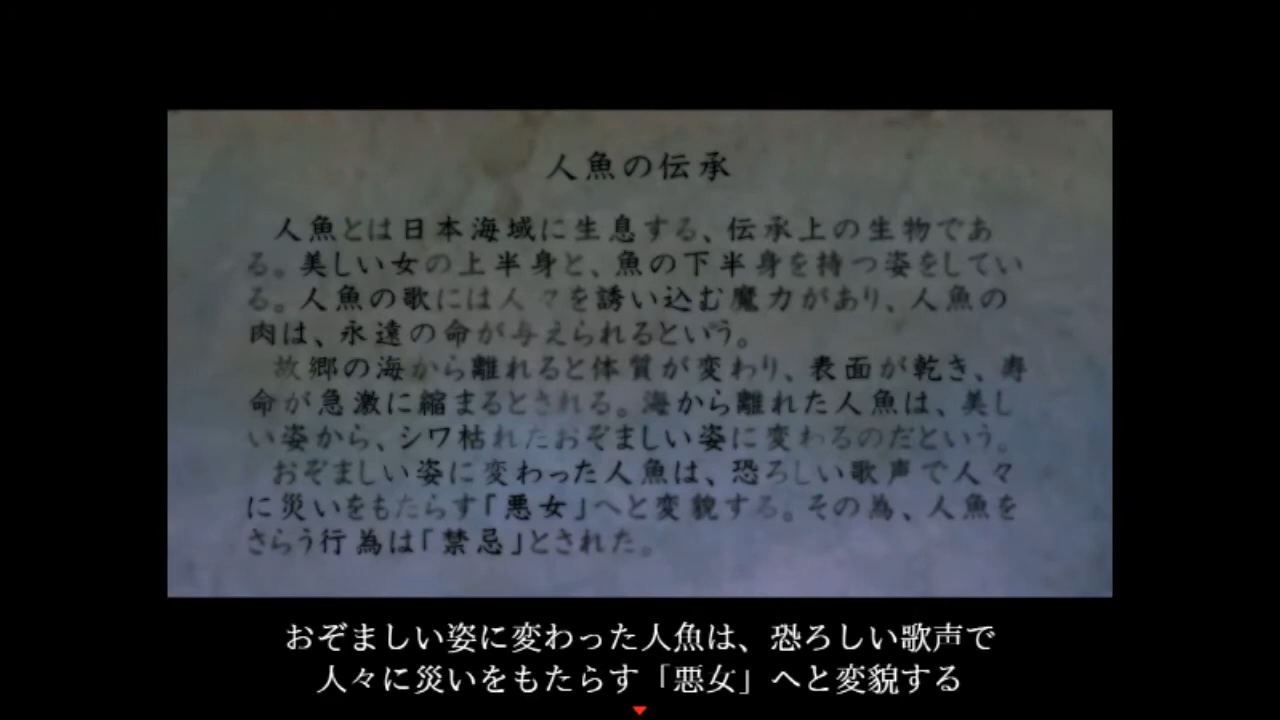 人魚の伝承
人魚とは日本海域に生息する、伝承上の生物であ
る。美しい女の上半身と、魚の下半身を持つ姿をしてい
る。人魚の歌には人々を誘い込む魔力があり、人魚の
肉は、永遠の命が与えられるという。
故郷の海から離れると体質が変わり、表面が乾き、寿
命が急激に縮まるとされる。海から離れた人魚は、美し
い姿から、シワ枯れたおぞましい姿に変わるのだという。
おぞましい姿に変わった人魚は、恐ろしい歌声で人々
に災いをもたらす「悪女」へと変貌する。その為、人魚を
さらう行為は「禁忌」とされた。
おぞましい姿に変わった人魚は、恐ろしい歌声で
人々に災いをもたらす「悪女」へと変貌する